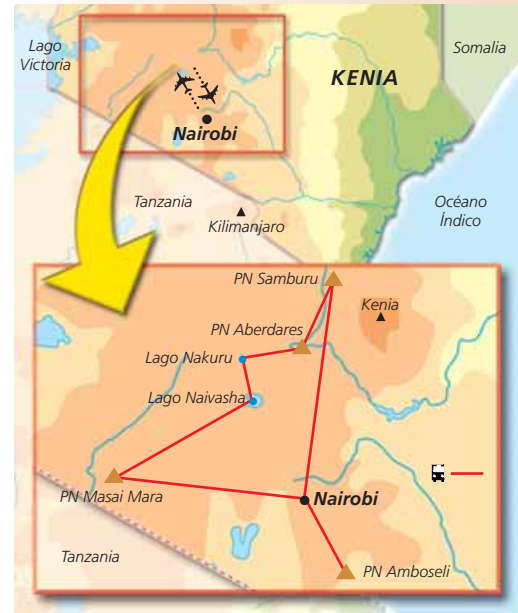 Lago
Victoria
Somalia
KENIA
Nairobi
Tanzania
Kilimanjaro
Océano
Índico
PN Samburu
Kenia
PN Aberdares
Lago Nakuru
Lago Naivasha
PN Masai Mara
Nairobi
Tanzania
PN Amboseli